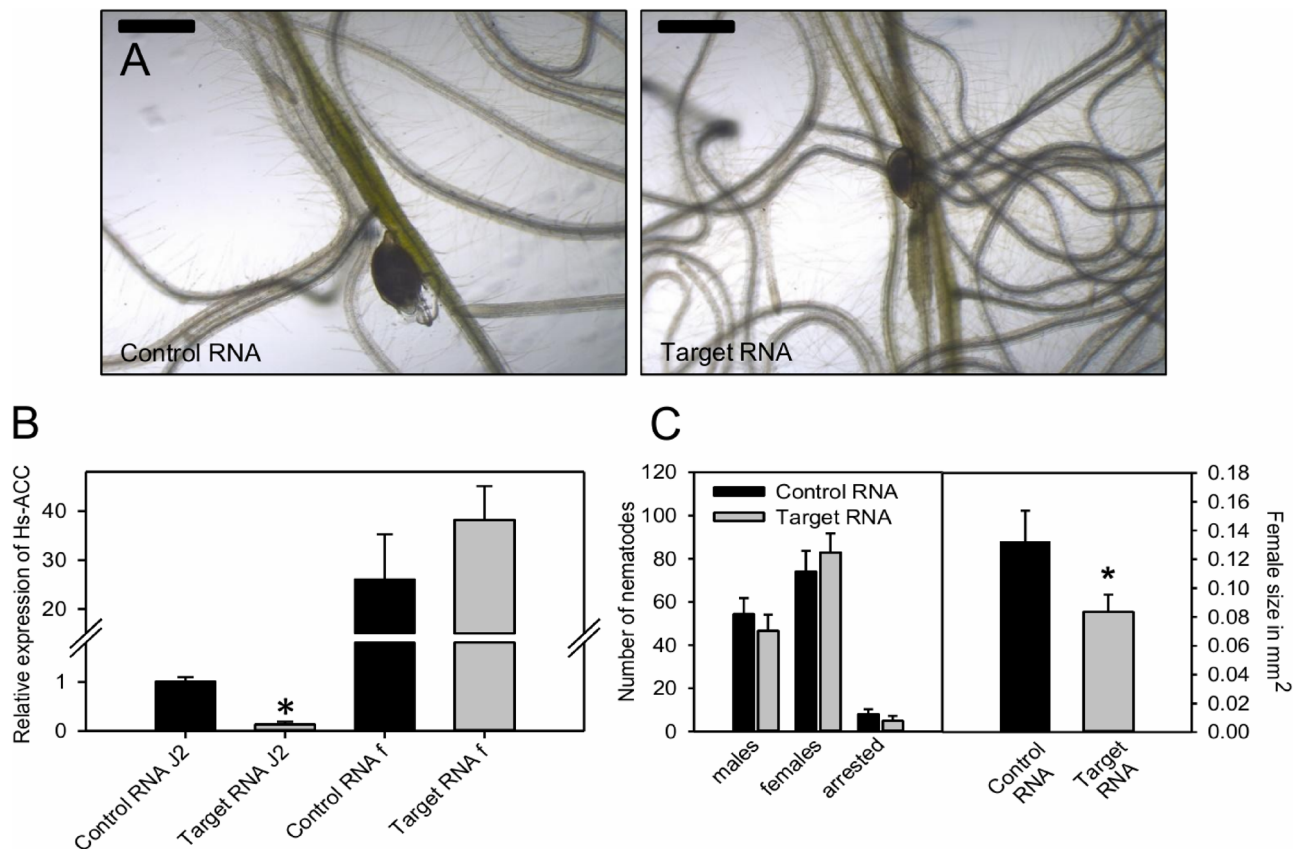 A
Control RNA
Target RNA
B
Relative expression of Hs-ACC
40
30
20
1
0
*
Control RNA J2
Target RNA J2
Control RNA f
Target RNA f
C
Number of nematodes
120
100
80
60
40
20
0
Control RNA
Target RNA
males
females
arrested
*
Control
RNA
Target
RNA
0.18
0.16
0.14
0.12
0.10
0.08
0.06
0.04
0.02
0.00
Female size in mm2